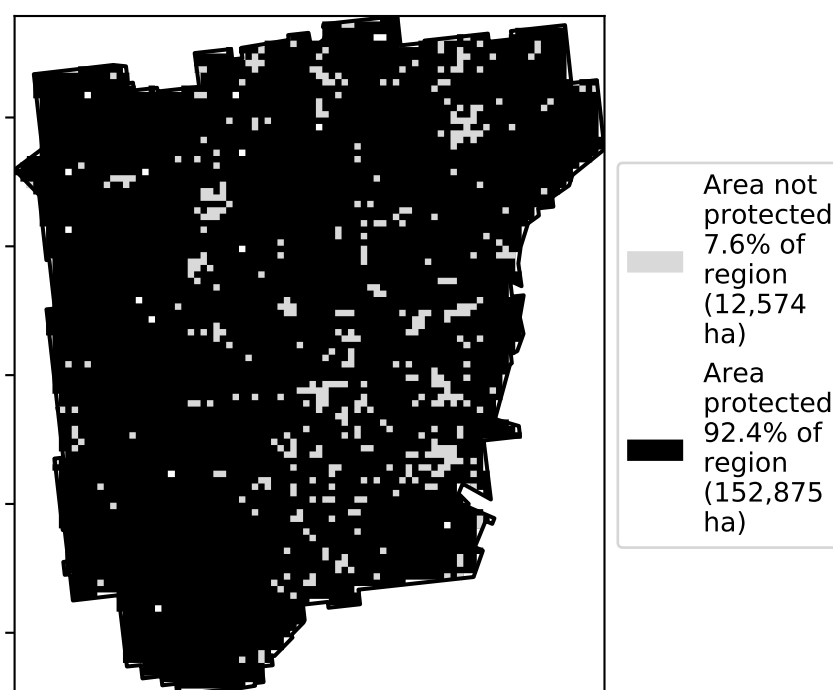 Area not
protected
7.6% of
region
(12,574
ha)
Area
protected
92.4% of
region
(152,875
ha)